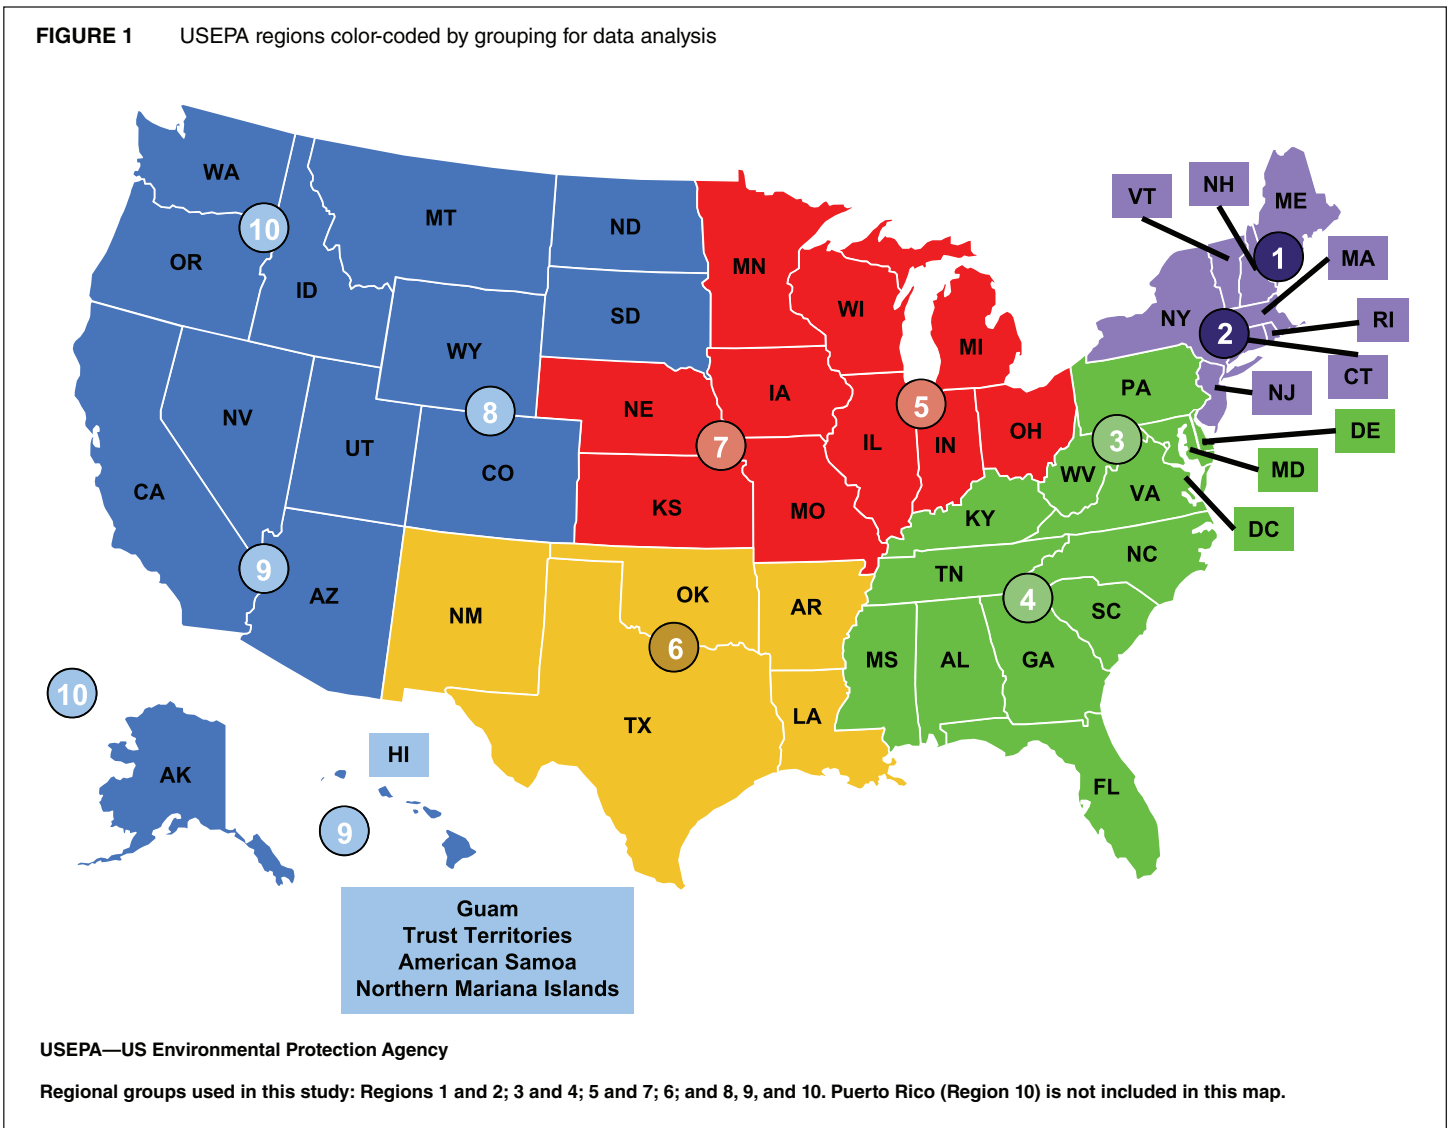 FIGURE 1 USEPA regions color-coded by grouping for data analysis
WA
10
OR
ID
MT
ND
SD
WY
8
NV
UT
CO
CA
9
AZ
MN
WI
MI
IA
NE
7
5
IL
IN
OH
KS
MO
NM
OK
6
AR
TX
LA
VT
NH
ME
1
MA
NY
2
RI
CT
NJ
PA
3
DE
MD
WV
VA
DC
KY
TN
NC
4
SC
MS
AL
GA
FL
10
AK
HI
9
Guam
Trust Territories
American Samoa
Northern Mariana Islands
USEPA—US Environmental Protection Agency
Regional groups used in this study: Regions 1 and 2; 3 and 4; 5 and 7; 6; and 8, 9, and 10. Puerto Rico (Region 10) is not included in this map.